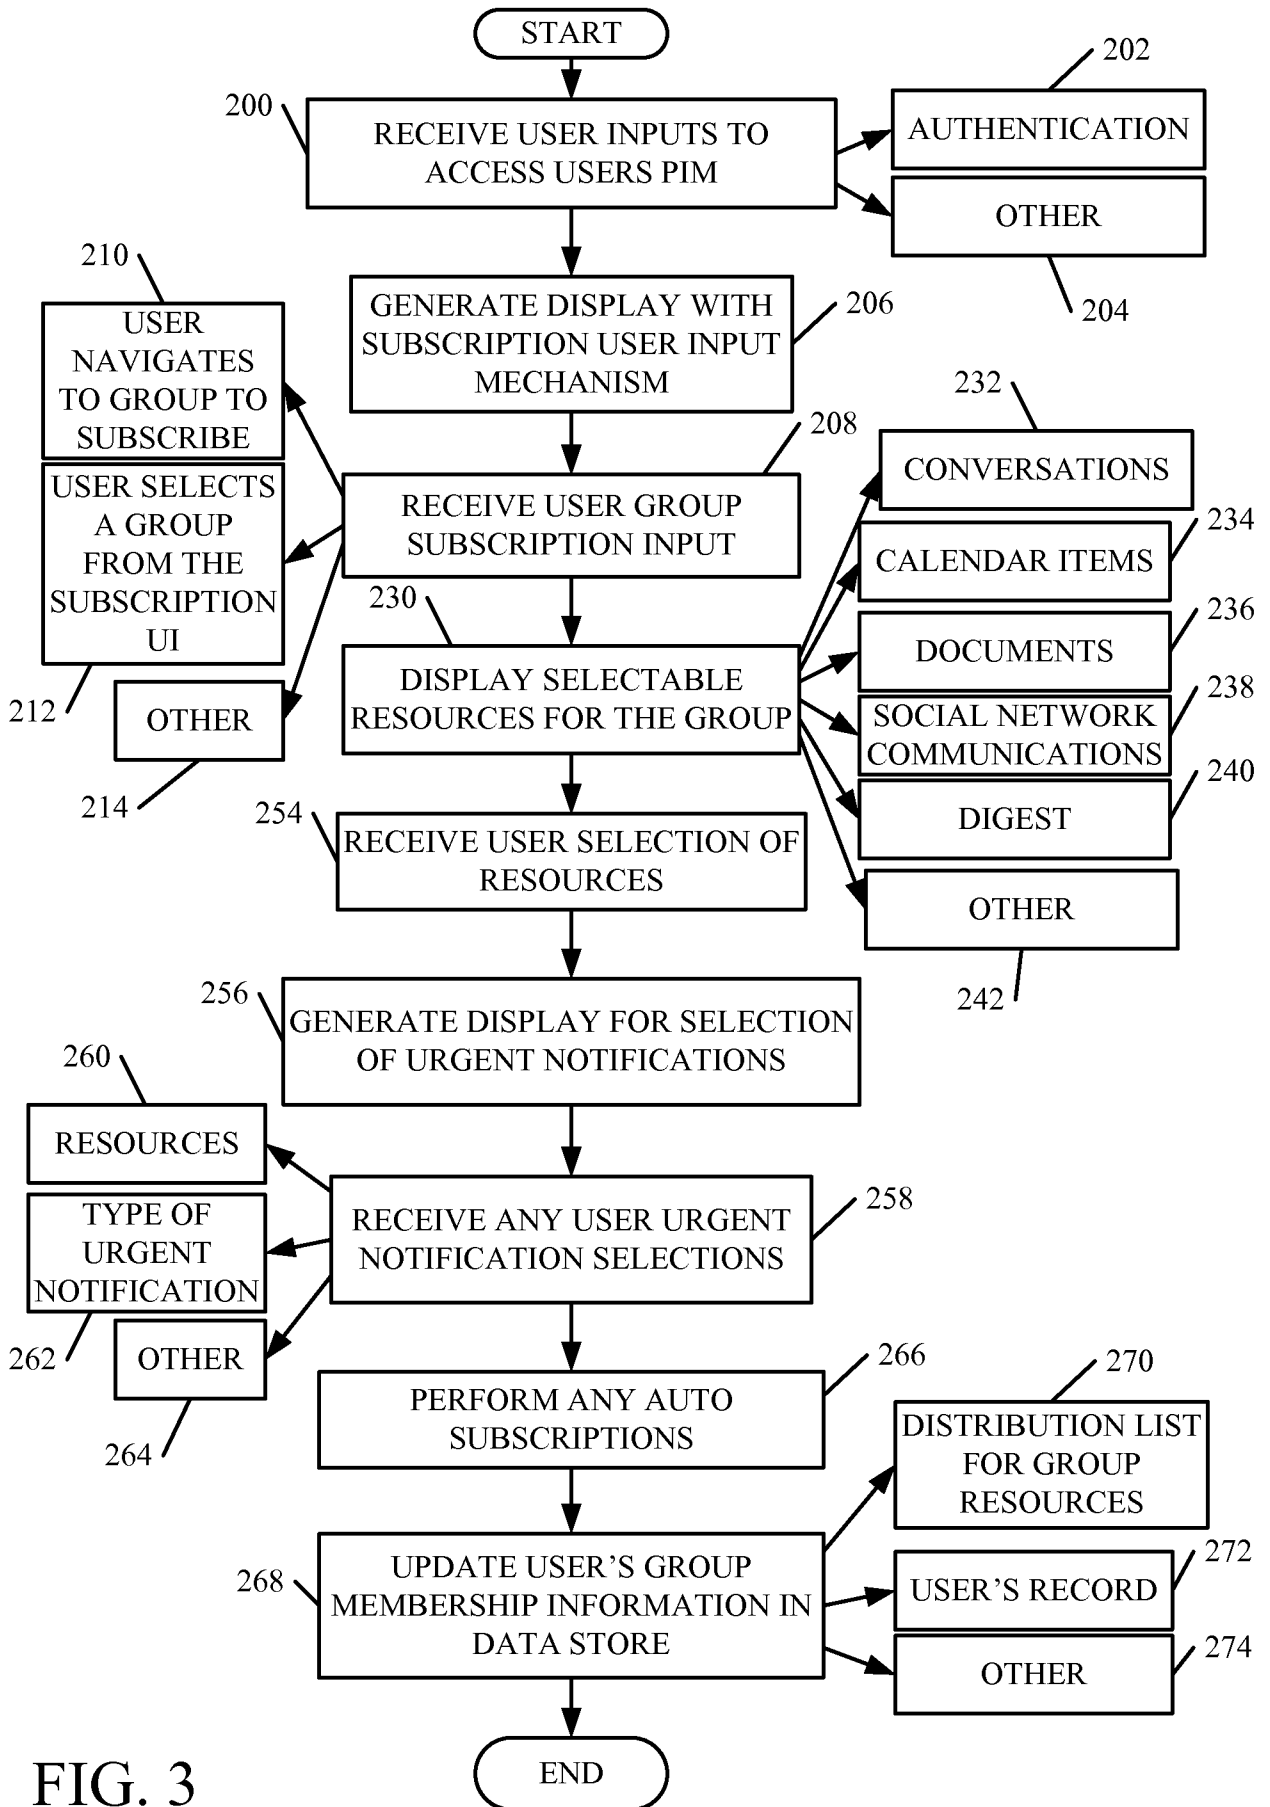 START
202
200
RECEIVE USER INPUTS TO
ACCESS USERS PIM
AUTHENTICATION
OTHER
204
210
GENERATE DISPLAY WITH
SUBSCRIPTION USER INPUT
MECHANISM
206
USER
NAVIGATES
TO GROUP TO
SUBSCRIBE
208
232
RECEIVE USER GROUP
SUBSCRIPTION INPUT
CONVERSATIONS
USER SELECTS
A GROUP
FROM THE
SUBSCRIPTION
UI
212
234
CALENDAR ITEMS
230
236
DOCUMENTS
DISPLAY SELECTABLE
RESOURCES FOR THE GROUP
238
SOCIAL NETWORK
COMMUNICATIONS
OTHER
214
240
DIGEST
254
RECEIVE USER SELECTION OF
RESOURCES
OTHER
242
256
GENERATE DISPLAY FOR SELECTION
OF URGENT NOTIFICATIONS
260
RESOURCES
258
RECEIVE ANY USER URGENT
NOTIFICATION SELECTIONS
TYPE OF
URGENT
NOTIFICATION
262
OTHER
264
266
PERFORM ANY AUTO
SUBSCRIPTIONS
270
DISTRIBUTION LIST
FOR GROUP
RESOURCES
268
UPDATE USER’S GROUP
MEMBERSHIP INFORMATION IN
DATA STORE
272
USER’S RECORD
OTHER
274
END
FIG. 3